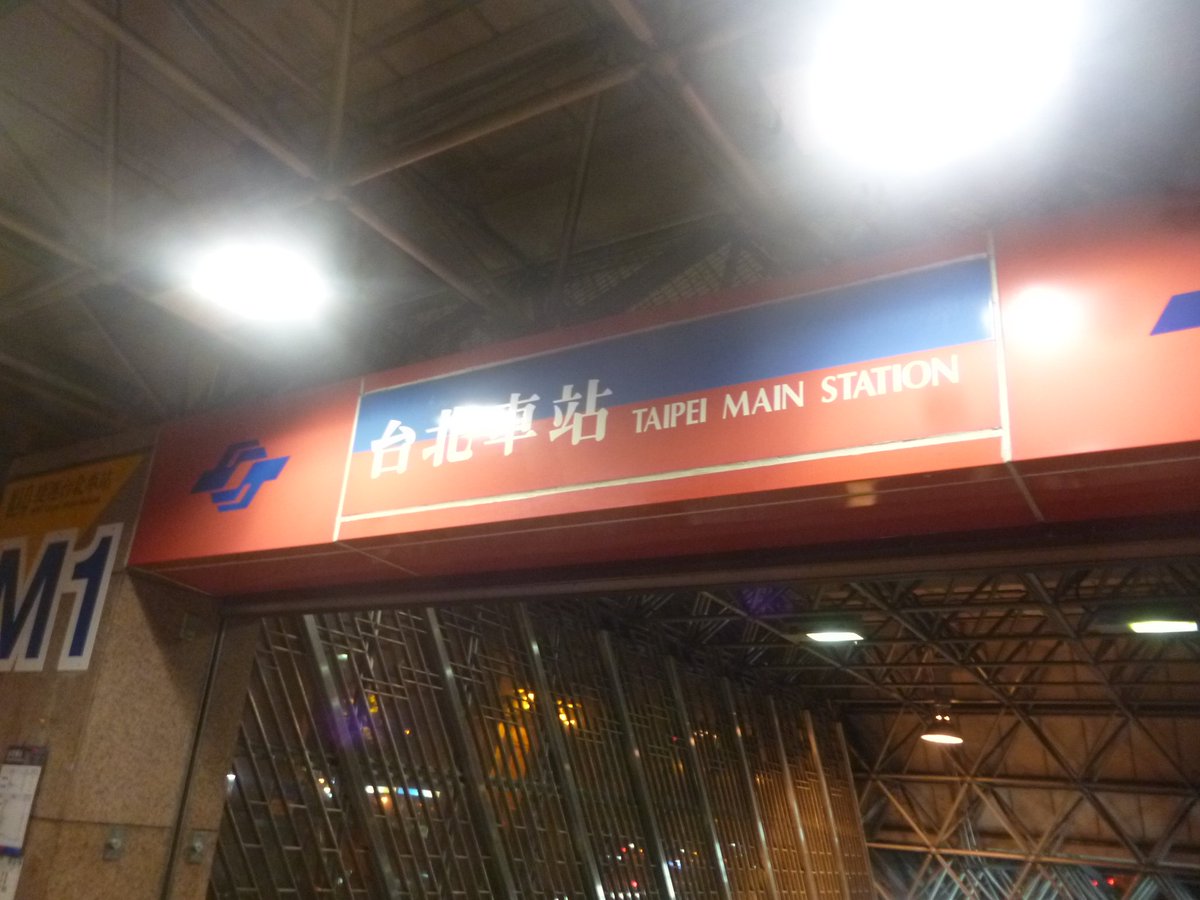 台北車站 TAIPEI MAIN STATION
M1